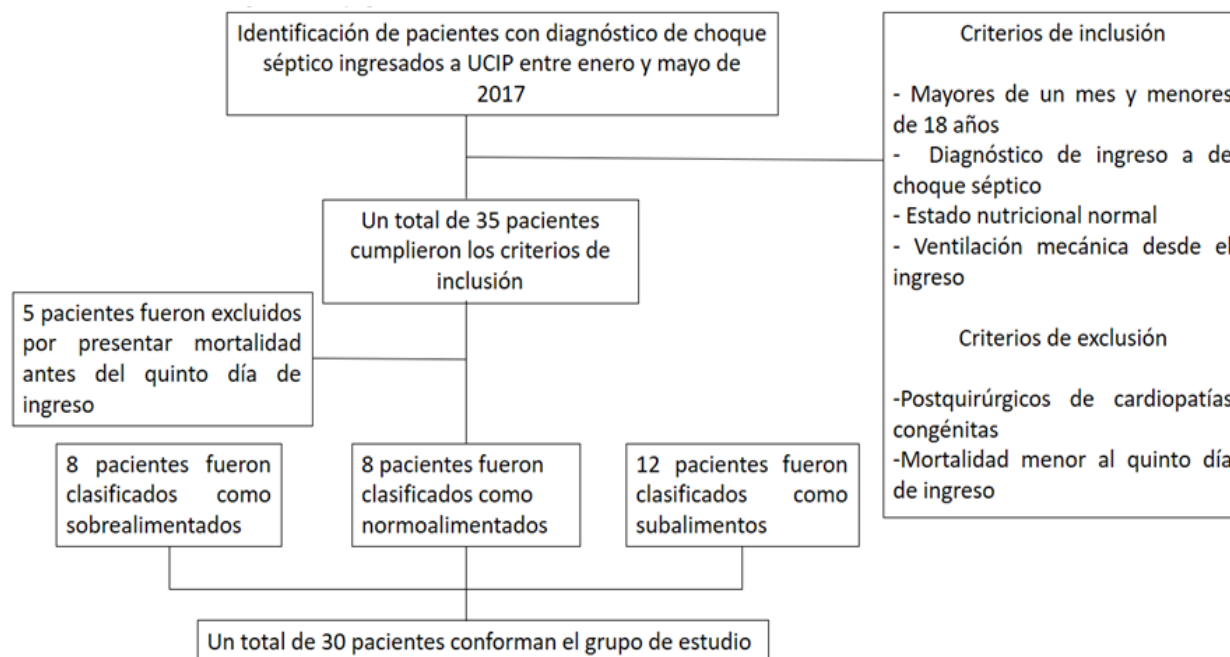 Identificación de pacientes con diagnóstico de choque
séptico ingresados a UCIP entre enero y mayo de
2017
Criterios de inclusión
- Mayores de un mes y menores
de 18 años
- Diagnóstico de ingreso a de
choque séptico
- Estado nutricional normal
- Ventilación mecánica desde el
ingreso
Criterios de exclusión
-Postquirúrgicos de cardiopatías
congénitas
-Mortalidad menor al quinto día
de ingreso
Un total de 35 pacientes
cumplieron los criterios de
inclusión
5 pacientes fueron excluidos
por presentar mortalidad
antes del quinto día de
ingreso
8 pacientes fueron
clasificados como
sobrealimentados
8 pacientes fueron
clasificados como
normoalimentados
12 pacientes fueron
clasificados como
subalimentos
Un total de 30 pacientes conforman el grupo de estudio